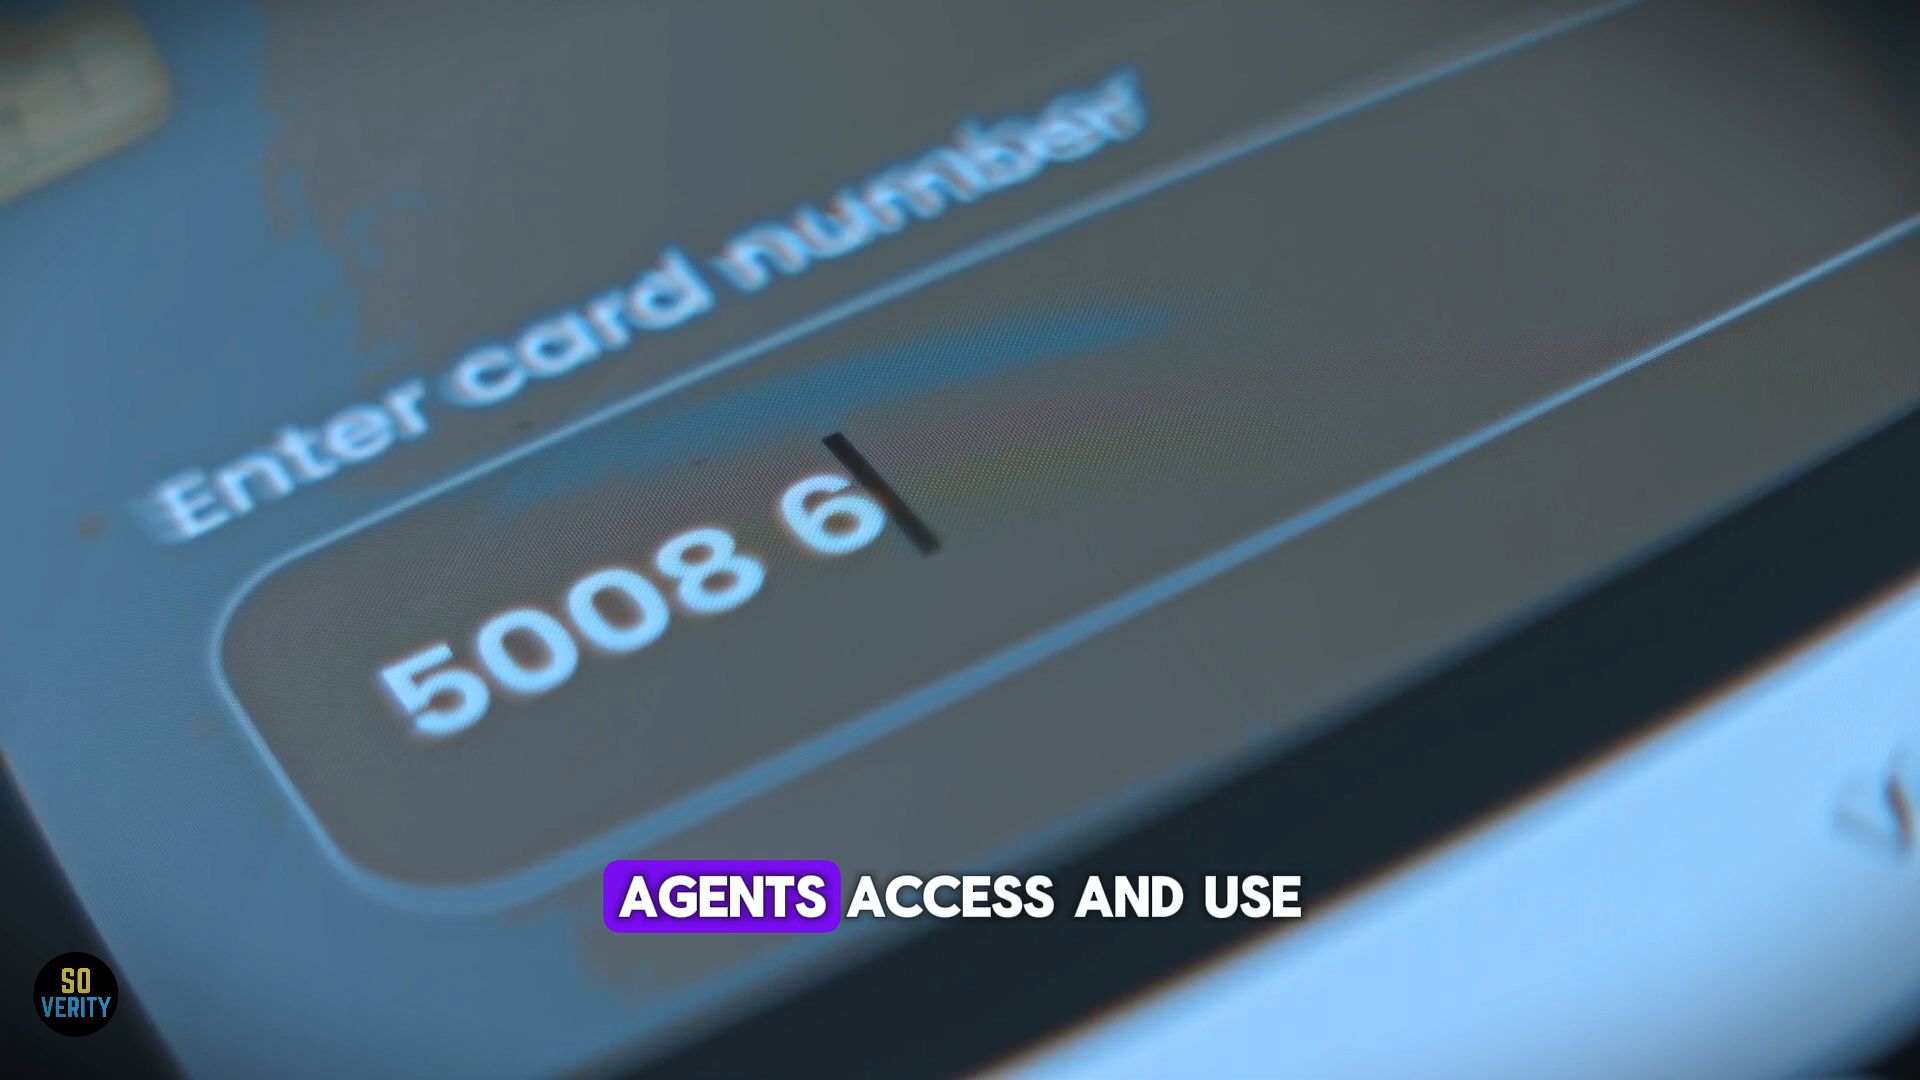 Enter card number
5008 6
AGENTS ACCESS AND USE
SO
VERITY